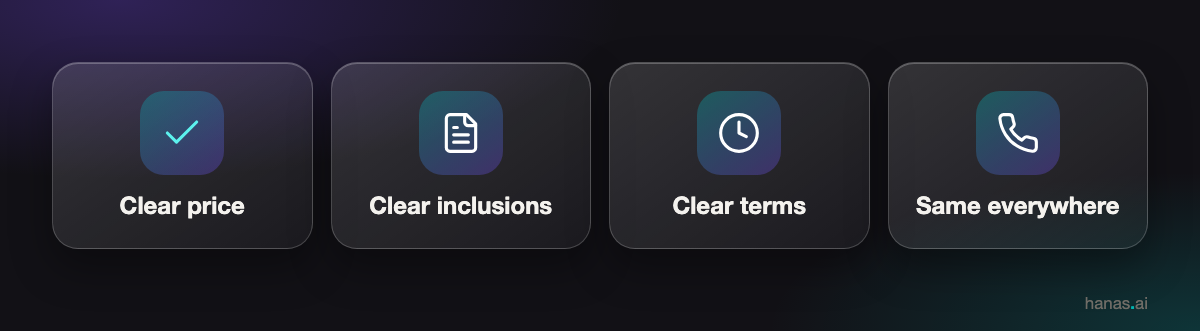 Clear price
Clear inclusions
Clear terms
Same everywhere
hanas.ai